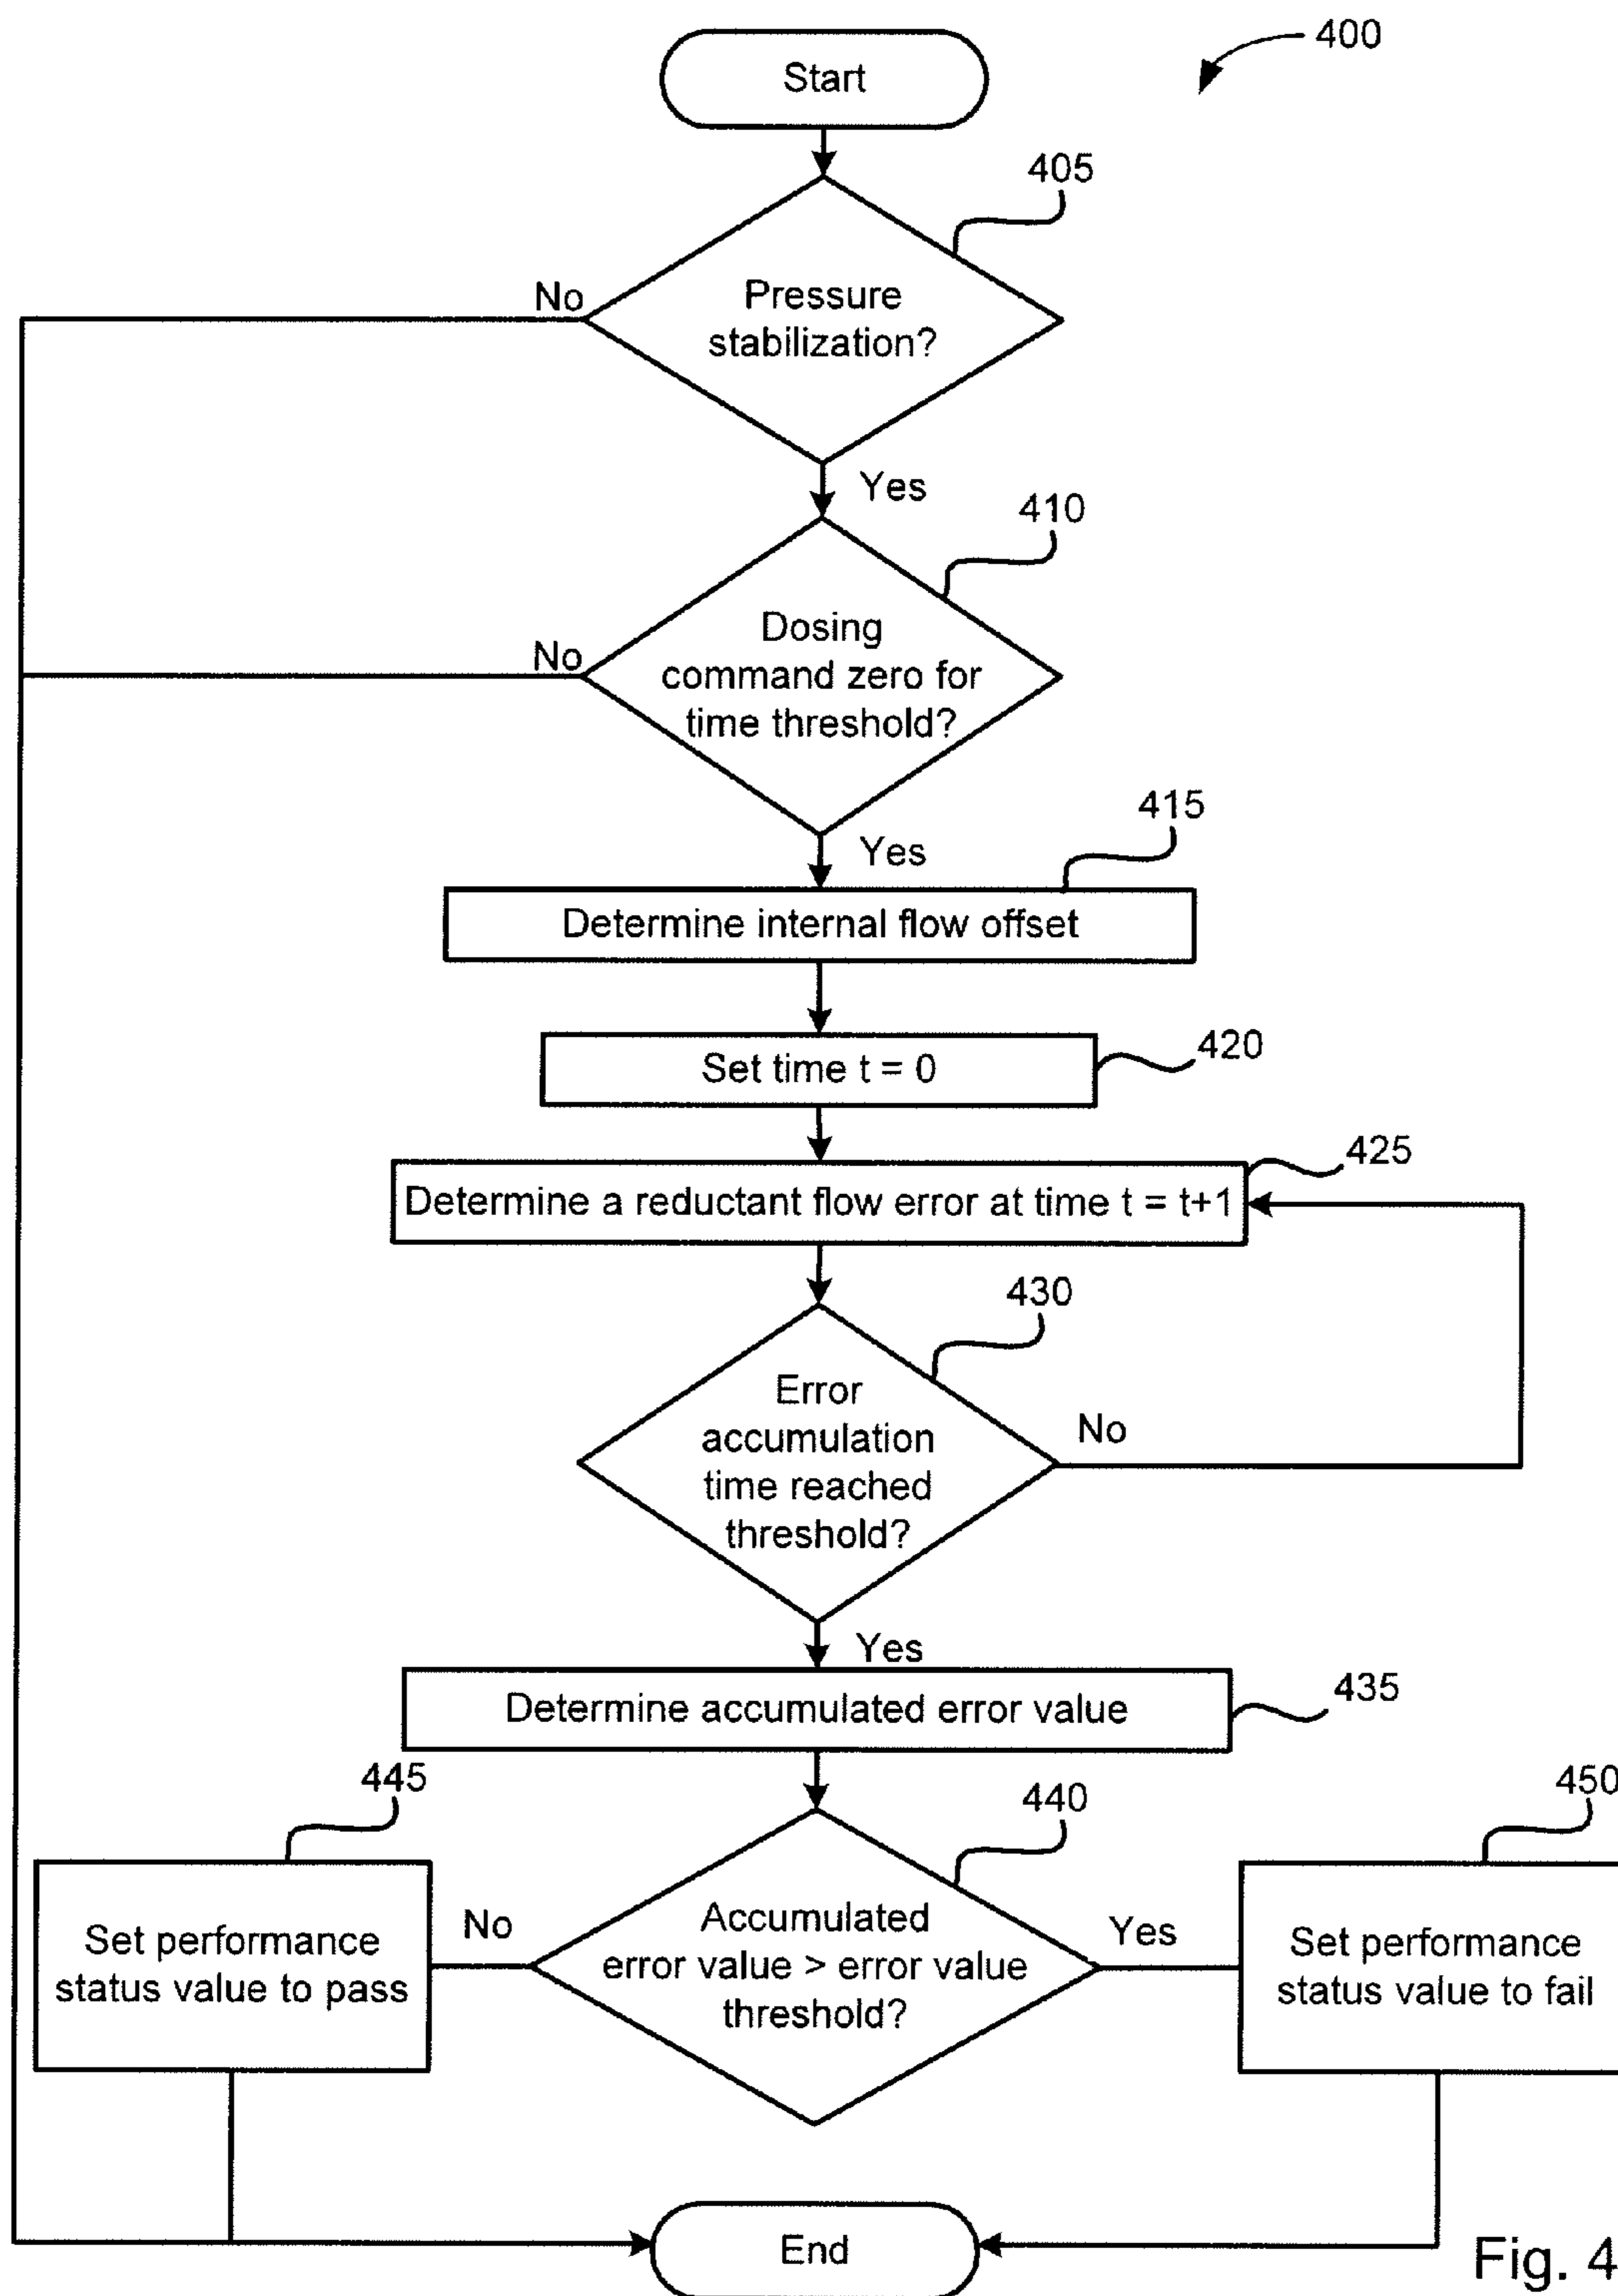 400
Start
405
No
Pressure
stabilization?
Yes
410
No
Dosing
command zero for
time threshold?
415
Yes
Determine internal flow offset
Set time t = 0
420
425
Determine a reductant flow error at time t = t+1
430
Error
accumulation
time reached
threshold?
No
Yes
Determine accumulated error value
435
445
440
450
Set performance
status value to pass
No
Accumulated
error value > error value
threshold?
Yes
Set performance
status value to fail
End
Fig. 4